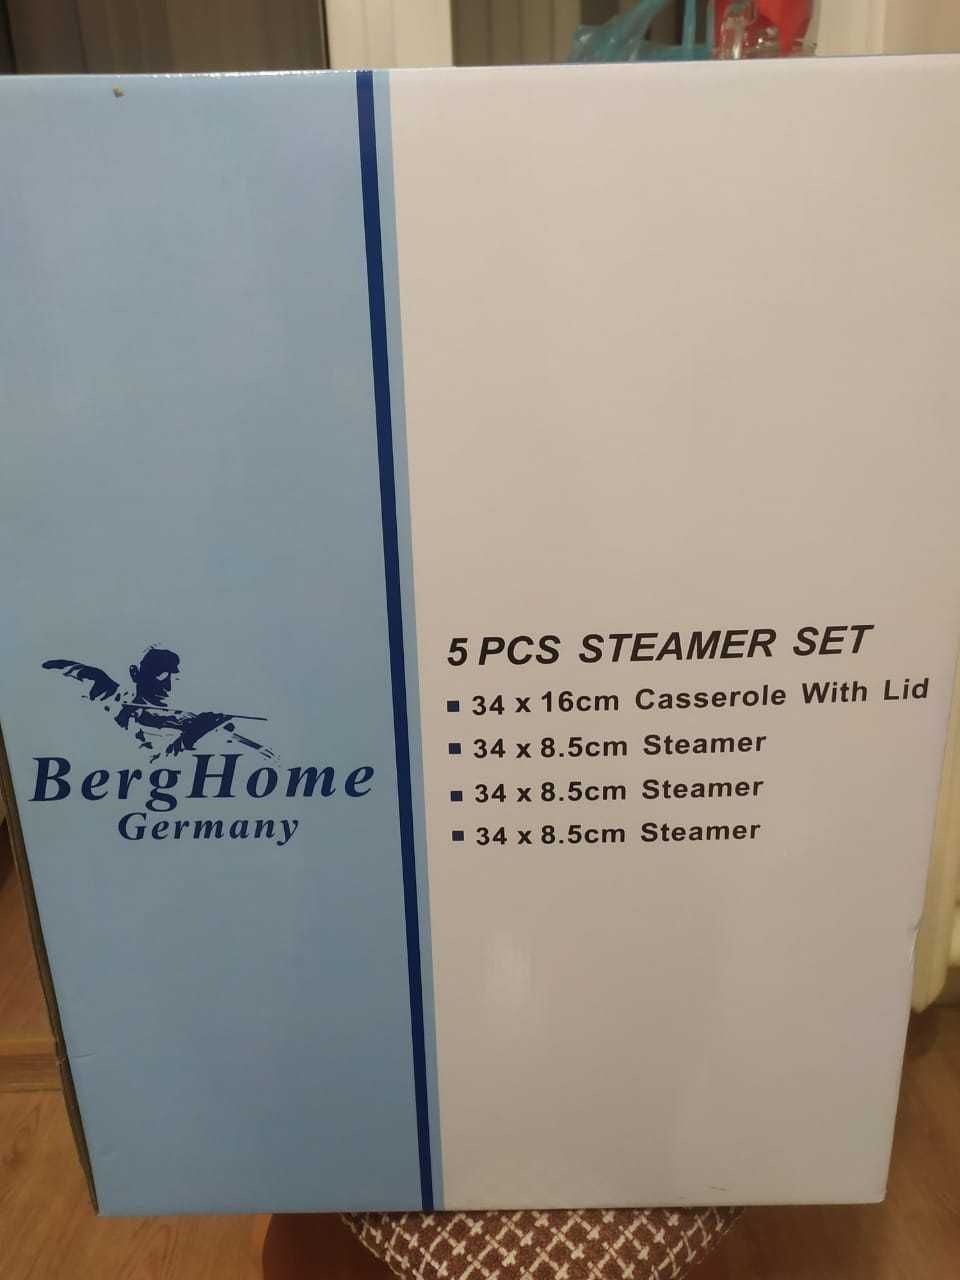 BergHome
Germany
5 PCS STEAMER SET
34 x 16cm Casserole With Lid
34 x 8.5cm Steamer
34 x 8.5cm Steamer
34 x 8.5cm Steamer